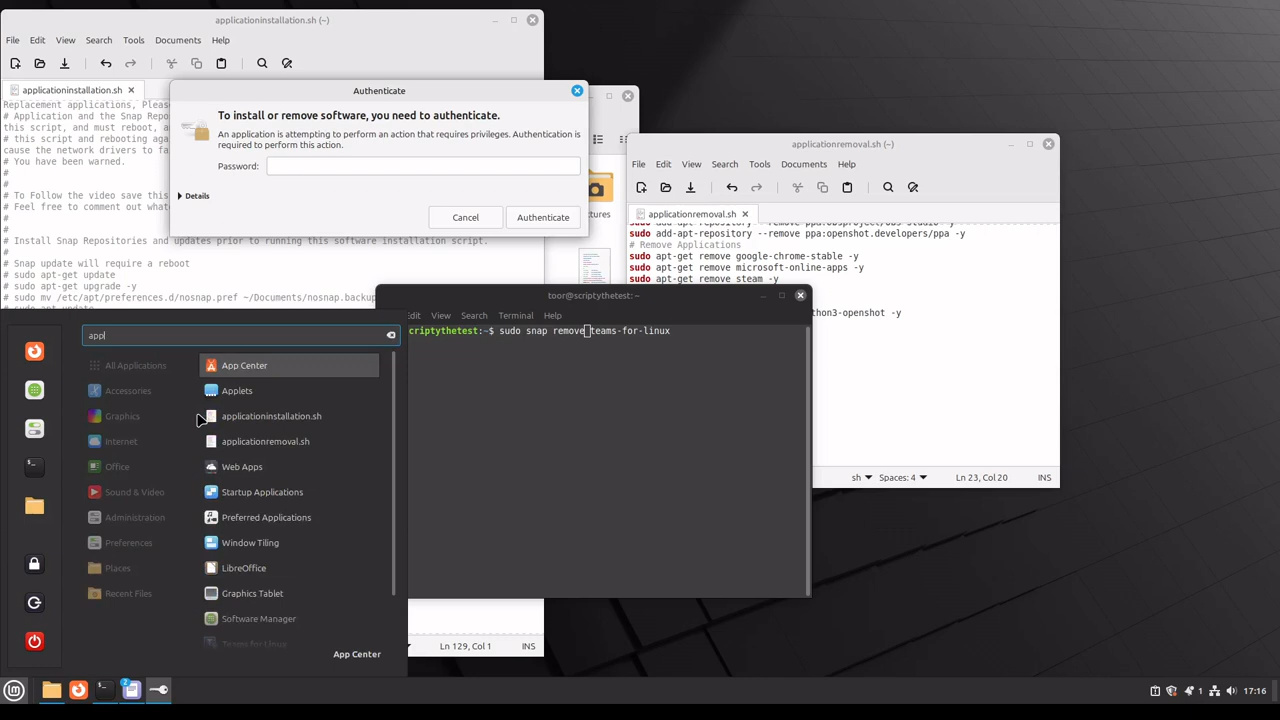 applicationinstallation.sh (~)
File Edit View Search Tools Documents Help
applicationinstallation.sh
Replacement applications, Pleas
# Application and the Snap Repo
this script, and must reboot, a
# this script and rebooting aga
cause the network drivers to fa
# You have been warned.
#
#
# To Follow the video save this
# Feel free to comment out what
#
# Install Snap Repositories and updates prior to running this software installation script.
#
# Snap update will require a reboot
# sudo apt-get update
# sudo apt-get upgrade -y
# sudo mv /etc/apt/preferences.d/nosnap.pref ~/Documents/nosnap.backup
Ln 129, Col 1 INS
Authenticate
To install or remove software, you need to authenticate.
An application is attempting to perform an action that requires privileges. Authentication is
required to perform this action.
Password:
Details
Cancel Authenticate
tures
applicationremoval.sh (~)
File Edit View Search Tools Documents Help
applicationremoval.sh
sudo add-apt-repository --remove ppa:openshot.developers/ppa -y
# Remove Applications
sudo apt-get remove google-chrome-stable -y
sudo apt-get remove microsoft-online-apps -y
sudo apt-get remove steam -y
thon3-openshot -y
sh Spaces: 4 Ln 23, Col 20 INS
toor@scriptythetest: ~
Edit View Search Terminal Help
criptythetest:~$ sudo snap remove teams-for-linux
app
All Applications
Accessories
Graphics
Internet
Office
Sound & Video
Administration
Preferences
Places
Recent Files
App Center
Applets
applicationinstallation.sh
applicationremoval.sh
Web Apps
Startup Applications
Preferred Applications
Window Tiling
LibreOffice
Graphics Tablet
Software Manager
Teams for Linux
App Center
2
1
17:16